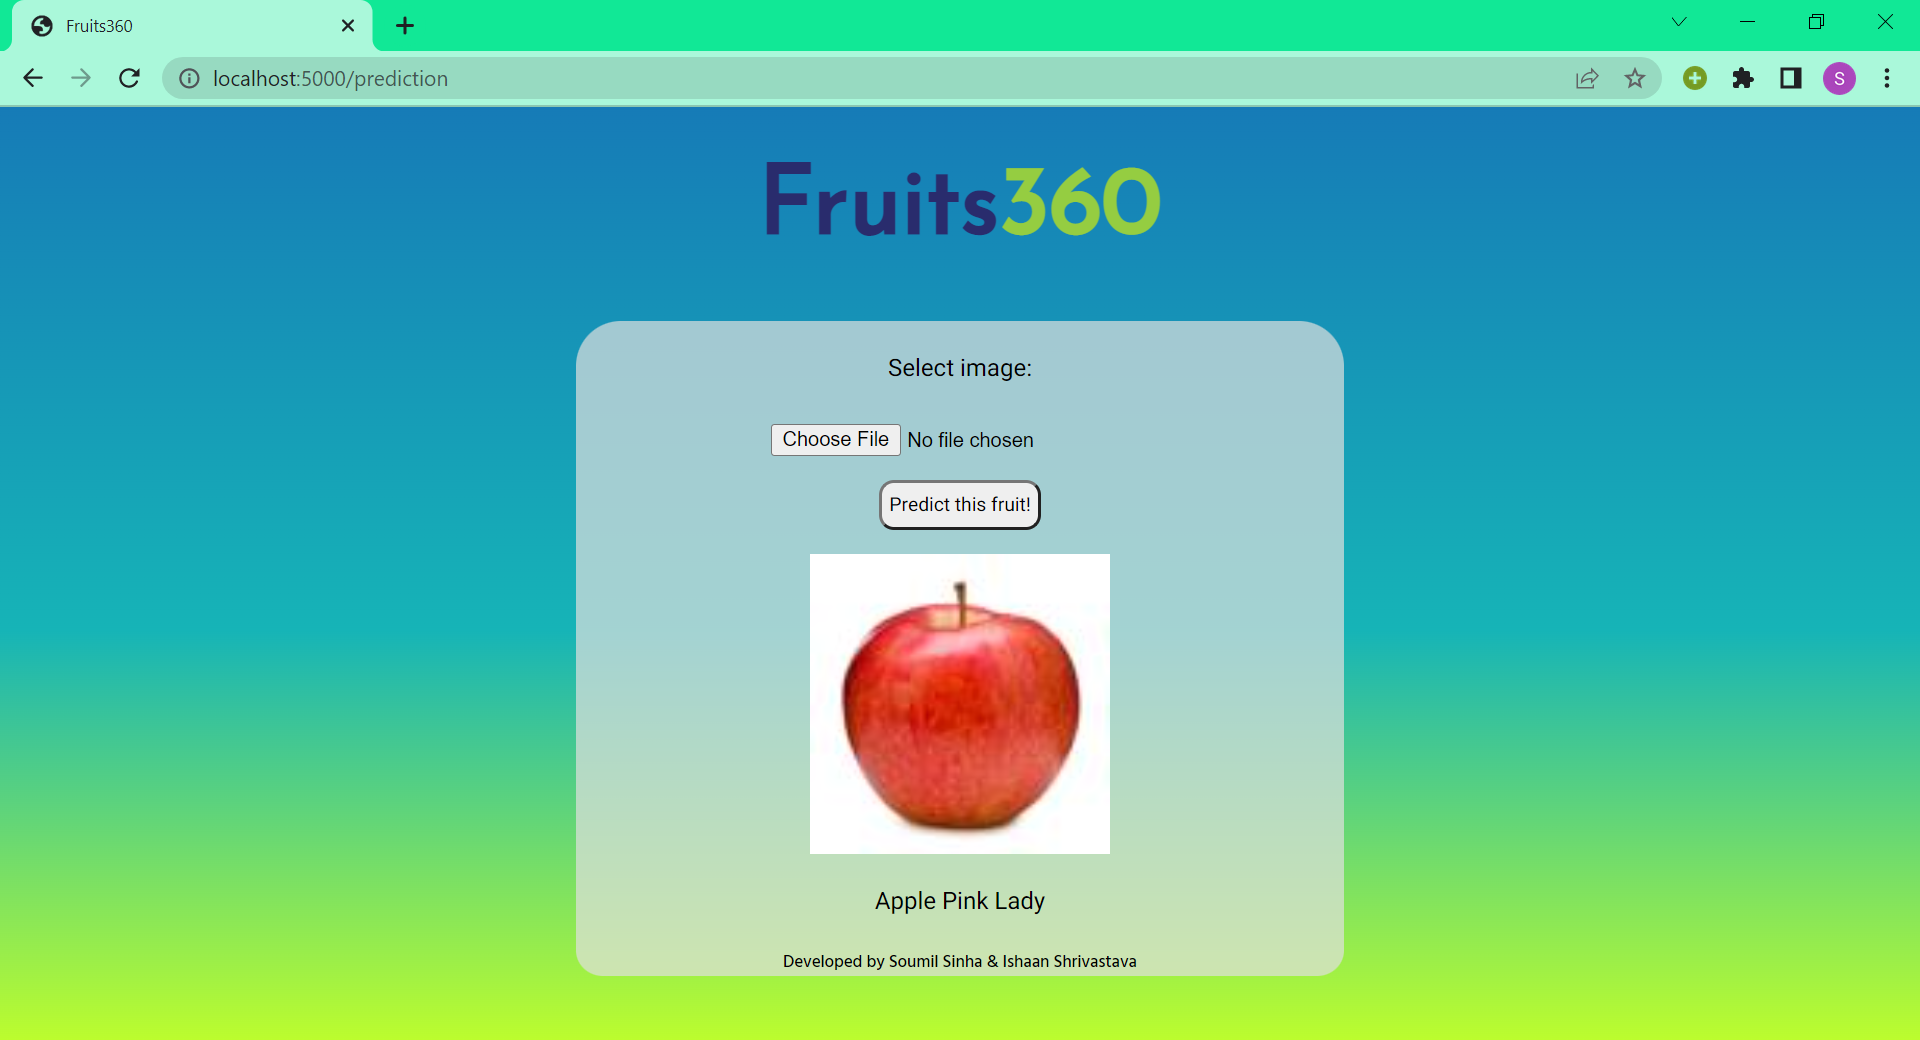 Fruits360
localhost:5000/prediction
S
Fruits360
Select image:
Choose File No file chosen
Predict this fruit!
Apple Pink Lady
Developed by Soumil Sinha & Ishaan Shrivastava